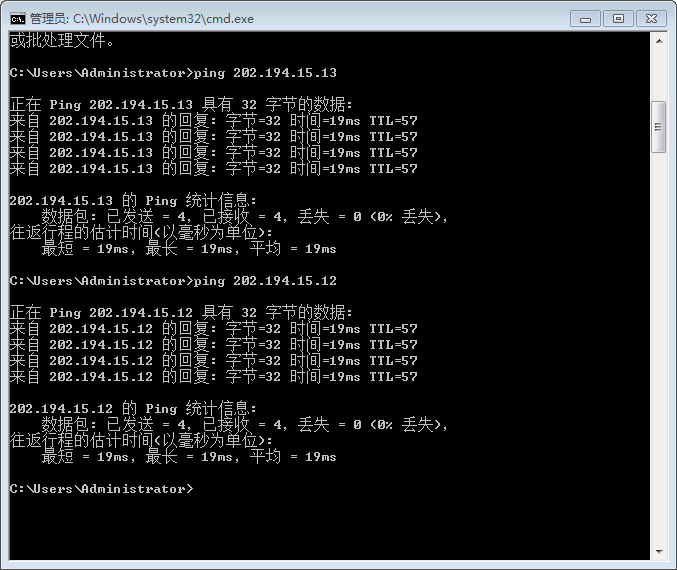 管理员: C:\Windows\system32\cmd.exe
或批处理文件。
C:\Users\Administrator>ping 202.194.15.13
正在 Ping 202.194.15.13 具有 32 字节的数据:
来自 202.194.15.13 的回复: 字节=32 时间=19ms TTL=57
来自 202.194.15.13 的回复: 字节=32 时间=19ms TTL=57
来自 202.194.15.13 的回复: 字节=32 时间=19ms TTL=57
来自 202.194.15.13 的回复: 字节=32 时间=19ms TTL=57
202.194.15.13 的 Ping 统计信息:
数据包: 已发送 = 4, 已接收 = 4, 丢失 = 0 (0% 丢失),
往返行程的估计时间(以毫秒为单位):
最短 = 19ms, 最长 = 19ms, 平均 = 19ms
C:\Users\Administrator>ping 202.194.15.12
正在 Ping 202.194.15.12 具有 32 字节的数据:
来自 202.194.15.12 的回复: 字节=32 时间=19ms TTL=57
来自 202.194.15.12 的回复: 字节=32 时间=19ms TTL=57
来自 202.194.15.12 的回复: 字节=32 时间=19ms TTL=57
来自 202.194.15.12 的回复: 字节=32 时间=19ms TTL=57
202.194.15.12 的 Ping 统计信息:
数据包: 已发送 = 4, 已接收 = 4, 丢失 = 0 (0% 丢失),
往返行程的估计时间(以毫秒为单位):
最短 = 19ms, 最长 = 19ms, 平均 = 19ms
C:\Users\Administrator>